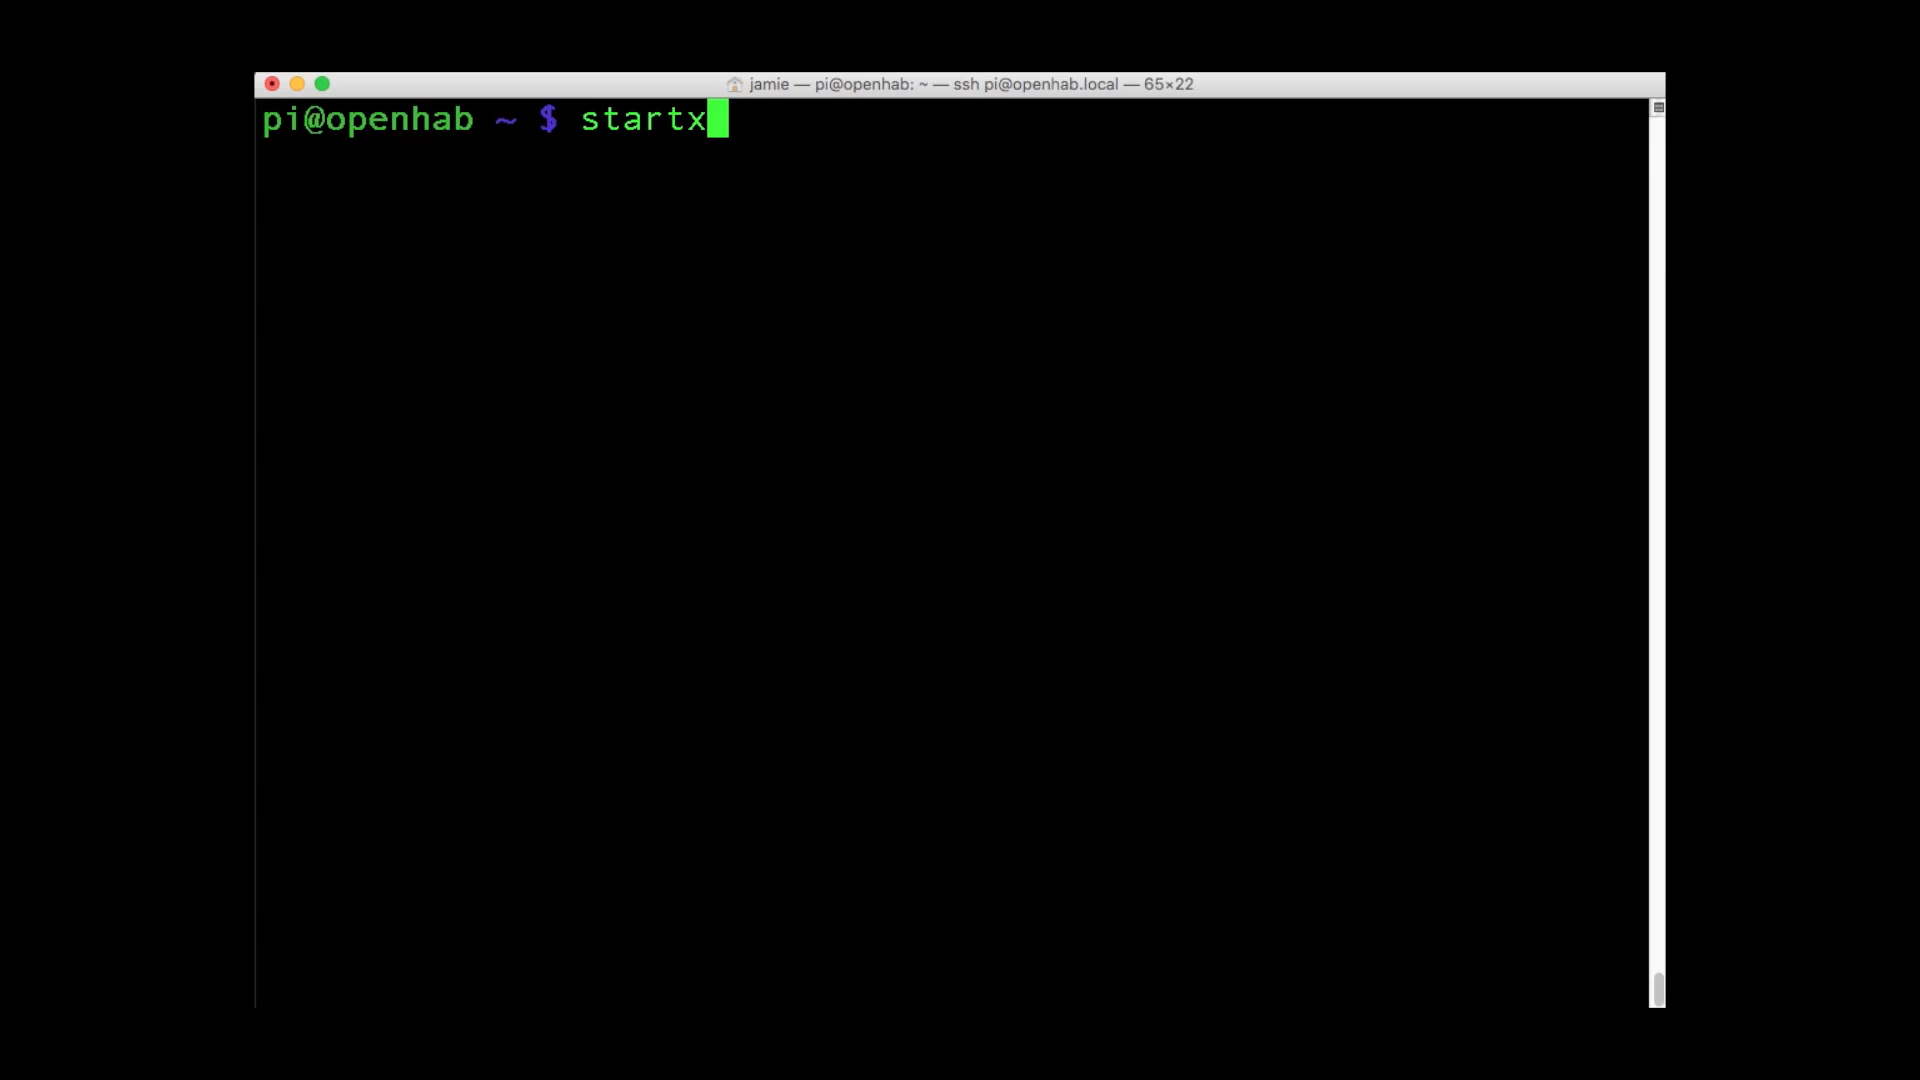 jamie — pi@openhab: ~ — ssh pi@openhab.local — 65×22
pi@openhab ~ $ startx